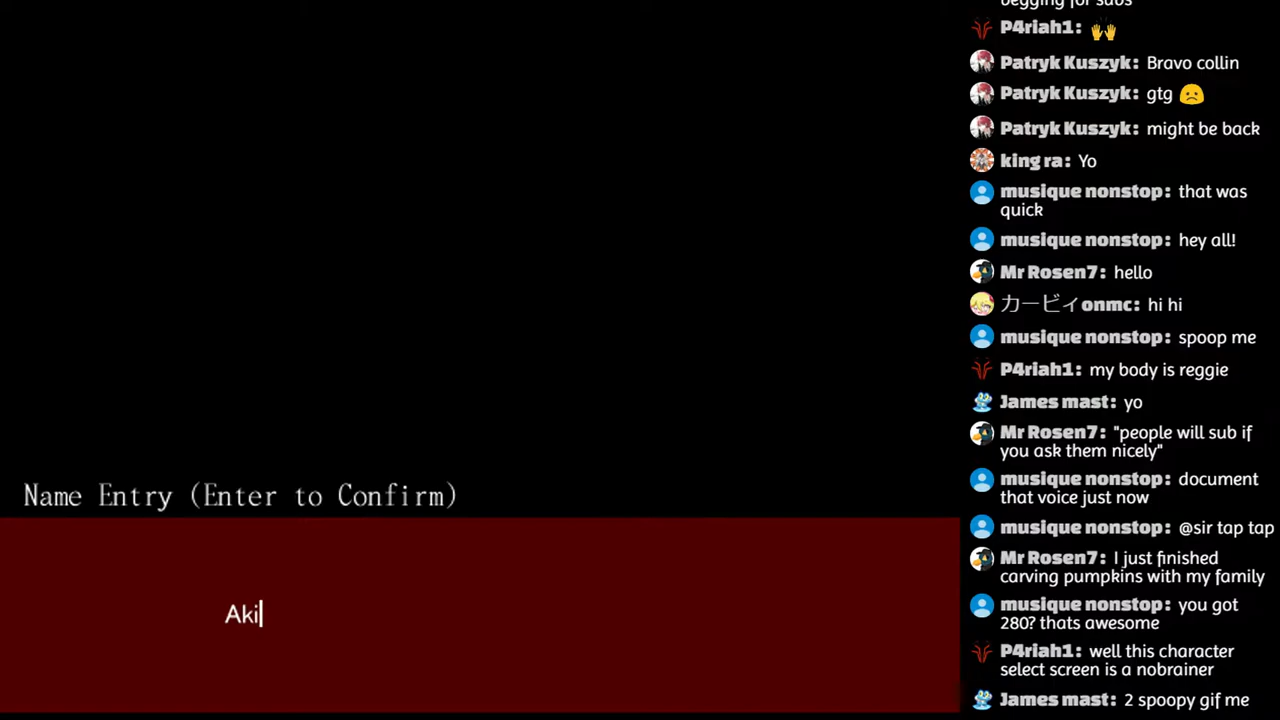 Name Entry (Enter to Confirm)
Aki
begging for subs
P4riah1: 🙌
Patryk Kuszyk: Bravo collin
Patryk Kuszyk: gtg ☹️
Patryk Kuszyk: might be back
king ra: Yo
musique nonstop: that was
quick
musique nonstop: hey all!
Mr Rosen7: hello
カービィonmc: hi hi
musique nonstop: spoop me
P4riah1: my body is reggie
James mast: yo
Mr Rosen7: "people will sub if
you ask them nicely"
musique nonstop: document
that voice just now
musique nonstop: @sir tap tap
Mr Rosen7: I just finished
carving pumpkins with my family
musique nonstop: you got
280? thats awesome
P4riah1: well this character
select screen is a nobrainer
James mast: 2 spoopy gif me